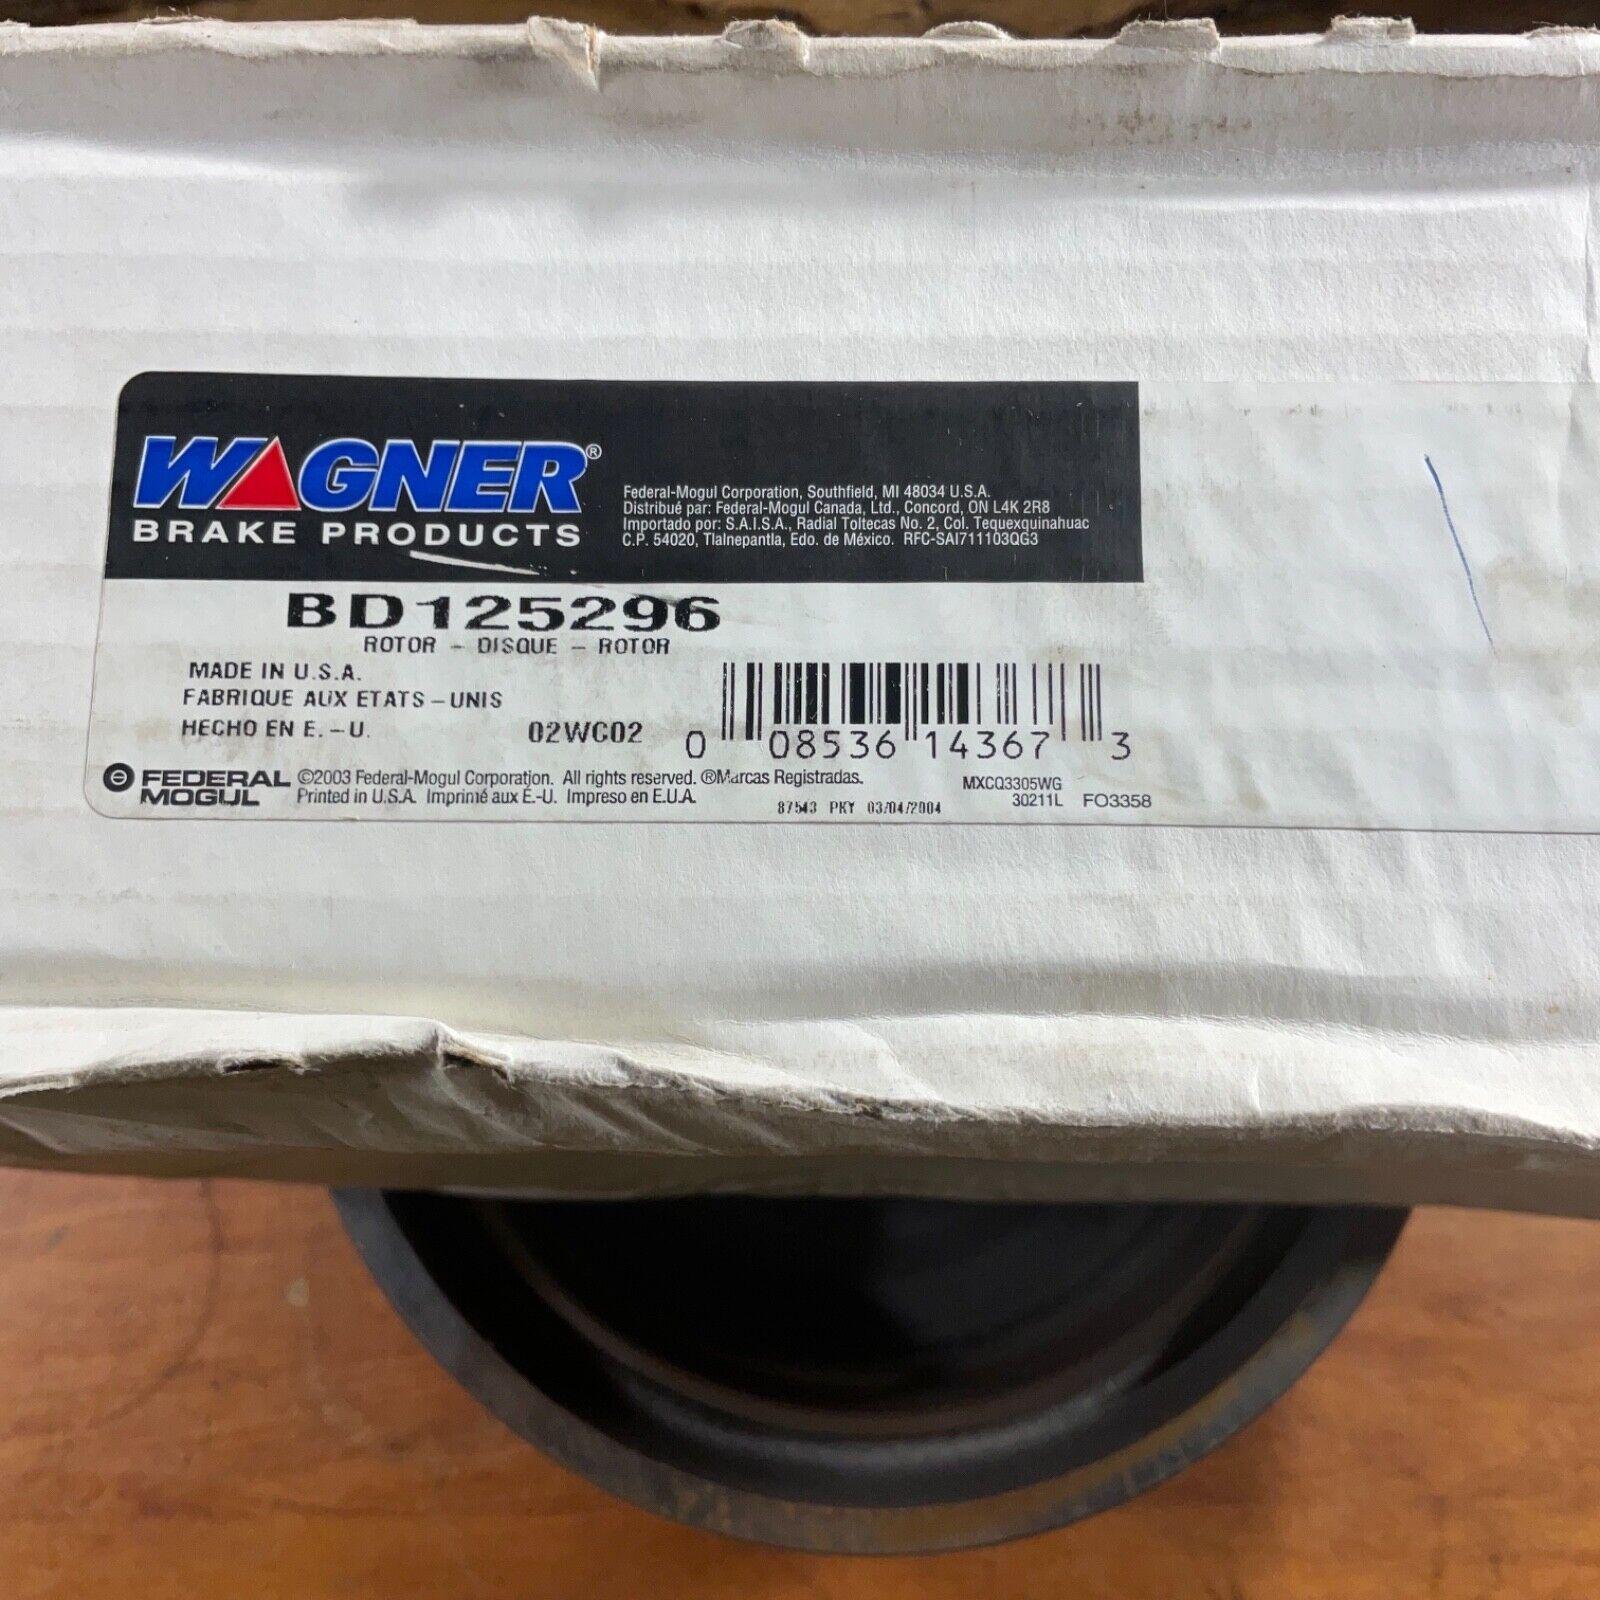 WAGNER®
BRAKE PRODUCTS
Federal-Mogul Corporation, Southfield, MI 48034 U.S.A.
Distribué par: Federal-Mogul Canada, Ltd., Concord, ON L4K 2R8
Importado por: S.A.I.S.A., Radial Toltecas No. 2, Col. Tequexquinahuac
C.P. 54020, Tlalnepantla, Edo. de México. RFC-SAI711103QG3
BD125296
ROTOR - DISQUE - ROTOR
MADE IN U.S.A.
FABRIQUE AUX ETATS-UNIS
HECHO EN E.-U.
02WC02
0 08536 14367 3
FEDERAL
MOGUL
©2003 Federal-Mogul Corporation. All rights reserved. ®Marcas Registradas.
Printed in U.S.A. Imprimé aux É.-U. Impreso en E.U.A.
87543 PKY 03/04/2004
MXCQ3305WG
30211L FO3358